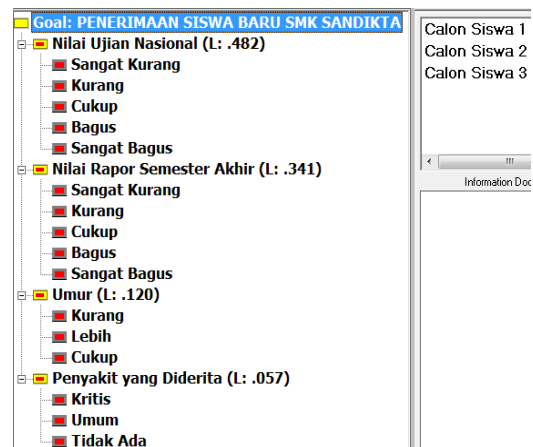 Goal: PENERIMAAN SISWA BARU SMK SANDIKTA
Nilai Ujian Nasional (L: .482)
Sangat Kurang
Kurang
Cukup
Bagus
Sangat Bagus
Nilai Rapor Semester Akhir (L: .341)
Sangat Kurang
Kurang
Cukup
Bagus
Sangat Bagus
Umur (L: .120)
Kurang
Lebih
Cukup
Penyakit yang Diderita (L: .057)
Kritis
Umum
Tidak Ada
Calon Siswa 1
Calon Siswa 2
Calon Siswa 3
Information Doc